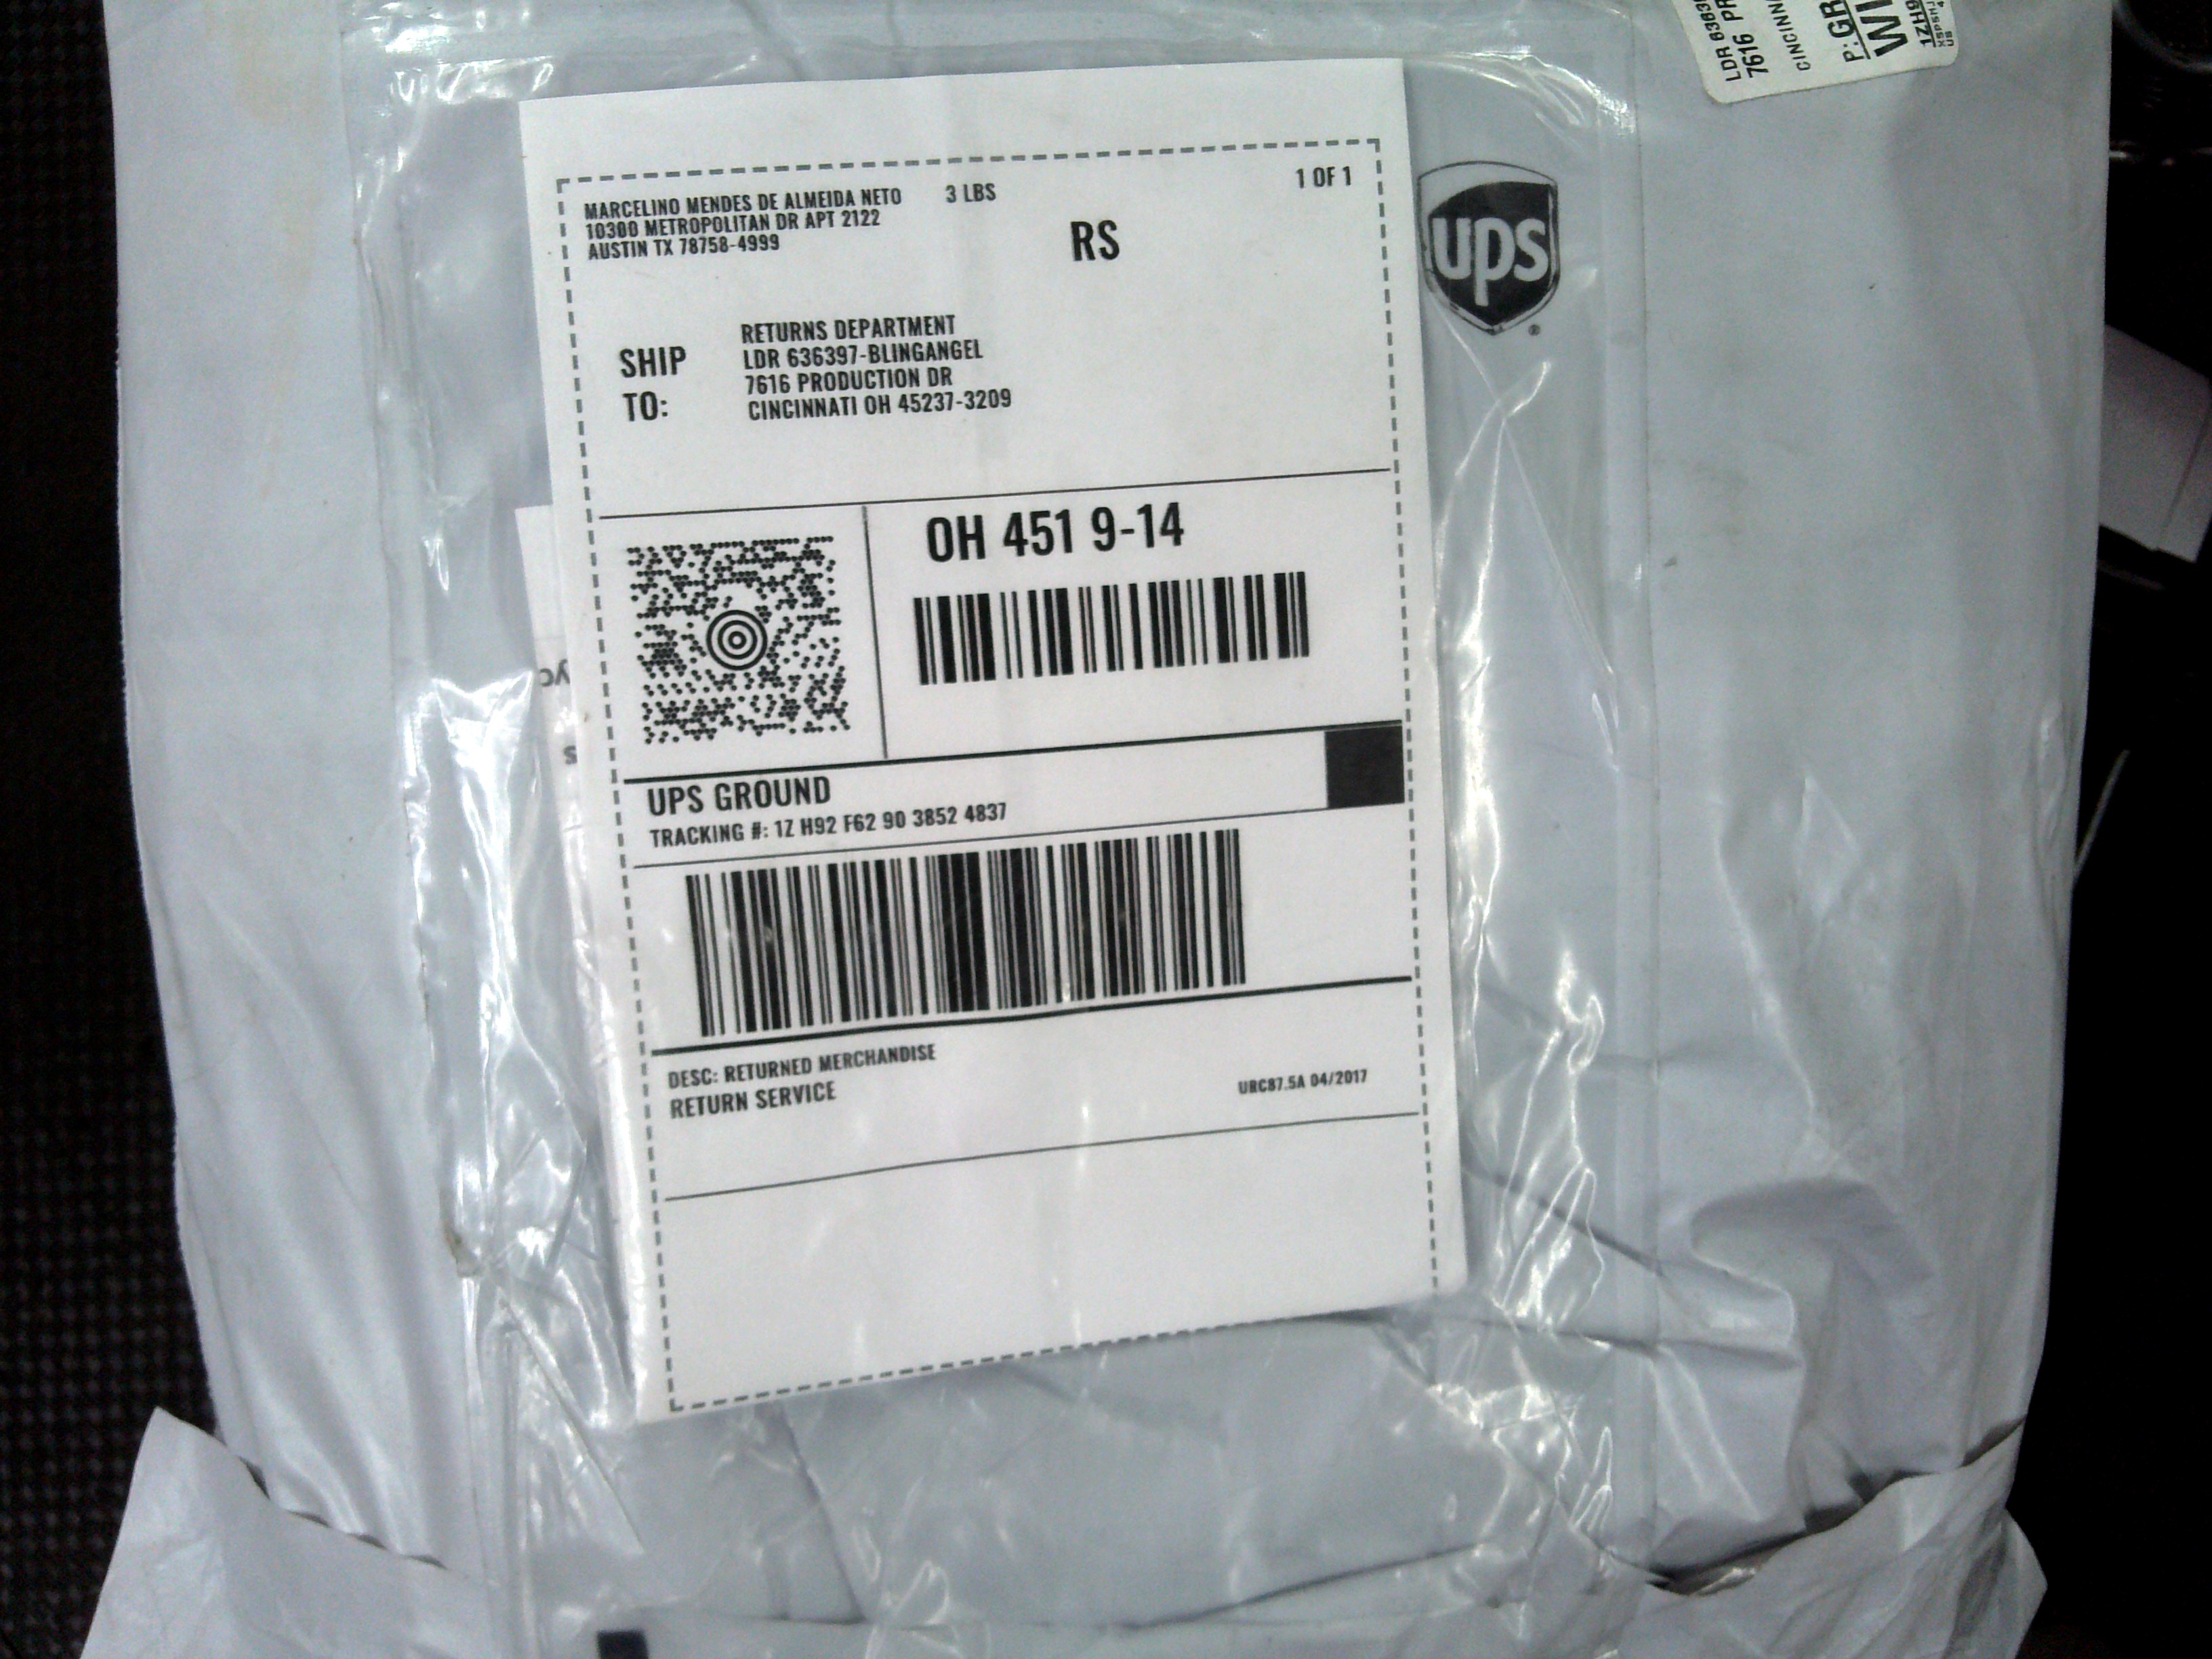 MARCELINO MENDES DE ALMEIDA NETO 3 LBS 1 OF 1
10300 METROPOLITAN DR APT 2122
AUSTIN TX 78758-4999
RS
SHIP TO:
RETURNS DEPARTMENT
LDR 636397-BLINGANGEL
7616 PRODUCTION DR
CINCINNATI OH 45237-3209
OH 451 9-14
UPS GROUND
TRACKING #: 1Z H92 F62 90 3852 4837
DESC: RETURNED MERCHANDISE
RETURN SERVICE
URC87.5A 04/2017
ups
LDR
7616
P: GR